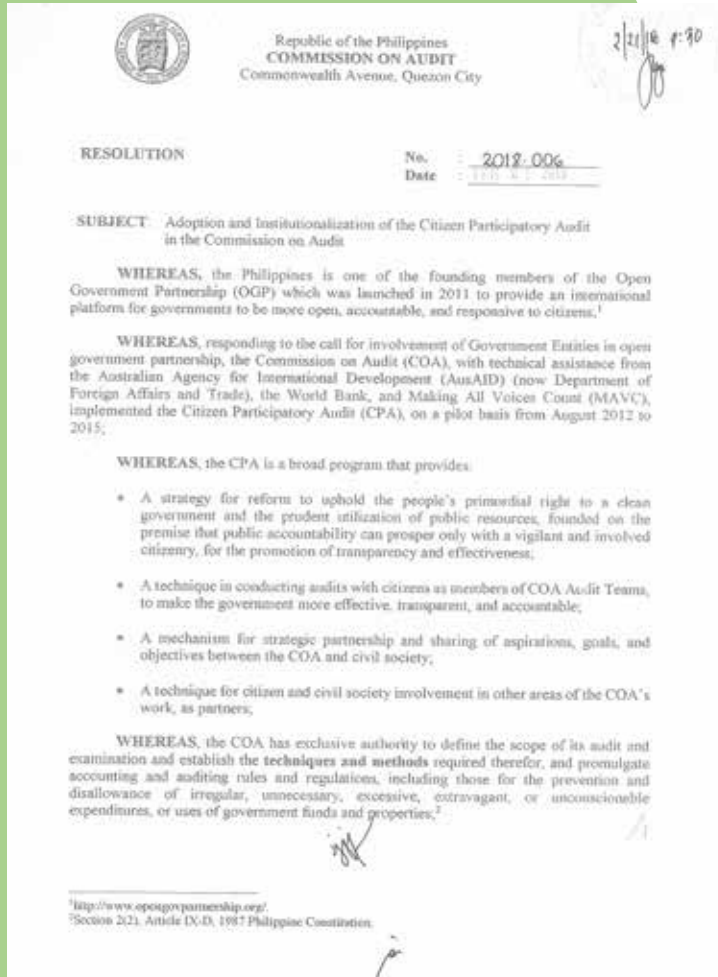 Republic of the Philippines
COMMISSION ON AUDIT
Commonwealth Avenue, Quezon City
RESOLUTION
No. : 2018-006
Date :
SUBJECT Adoption and Institutionalization of the Citizen Participatory Audit
in the Commission on Audit
WHEREAS, the Philippines is one of the founding members of the Open
Government Partnership (OGP) which was launched in 2011 to provide an international
platform for governments to be more open, accountable, and responsive to citizens,¹
WHEREAS, responding to the call for involvement of Government Entities in open
government partnership, the Commission on Audit (COA), with technical assistance from
the Australian Agency for International Development (AusAID) (now Department of
Foreign Affairs and Trade), the World Bank, and Making All Voices Count (MAVC),
implemented the Citizen Participatory Audit (CPA), on a pilot basis from August 2012 to
2015;
WHEREAS, the CPA is a broad program that provides:
• A strategy for reform to uphold the people's primordial right to a clean
government and the prudent utilization of public resources, founded on the
premise that public accountability can prosper only with a vigilant and involved
citizenry, for the promotion of transparency and effectiveness;
• A technique in conducting audits with citizens as members of COA Audit Teams,
to make the government more effective, transparent, and accountable;
• A mechanism for strategic partnership and sharing of aspirations, goals, and
objectives between the COA and civil society;
• A technique for citizen and civil society involvement in other areas of the COA's
work, as partners;
WHEREAS, the COA has exclusive authority to define the scope of its audit and
examination and establish the techniques and methods required therefor, and promulgate
accounting and auditing rules and regulations, including those for the prevention and
disallowance of irregular, unnecessary, excessive, extravagant, or unconscionable
expenditures, or uses of government funds and properties;²
¹http://www.opengovpartnership.org/.
²Section 2(2), Article IX-D, 1987 Philippine Constitution.